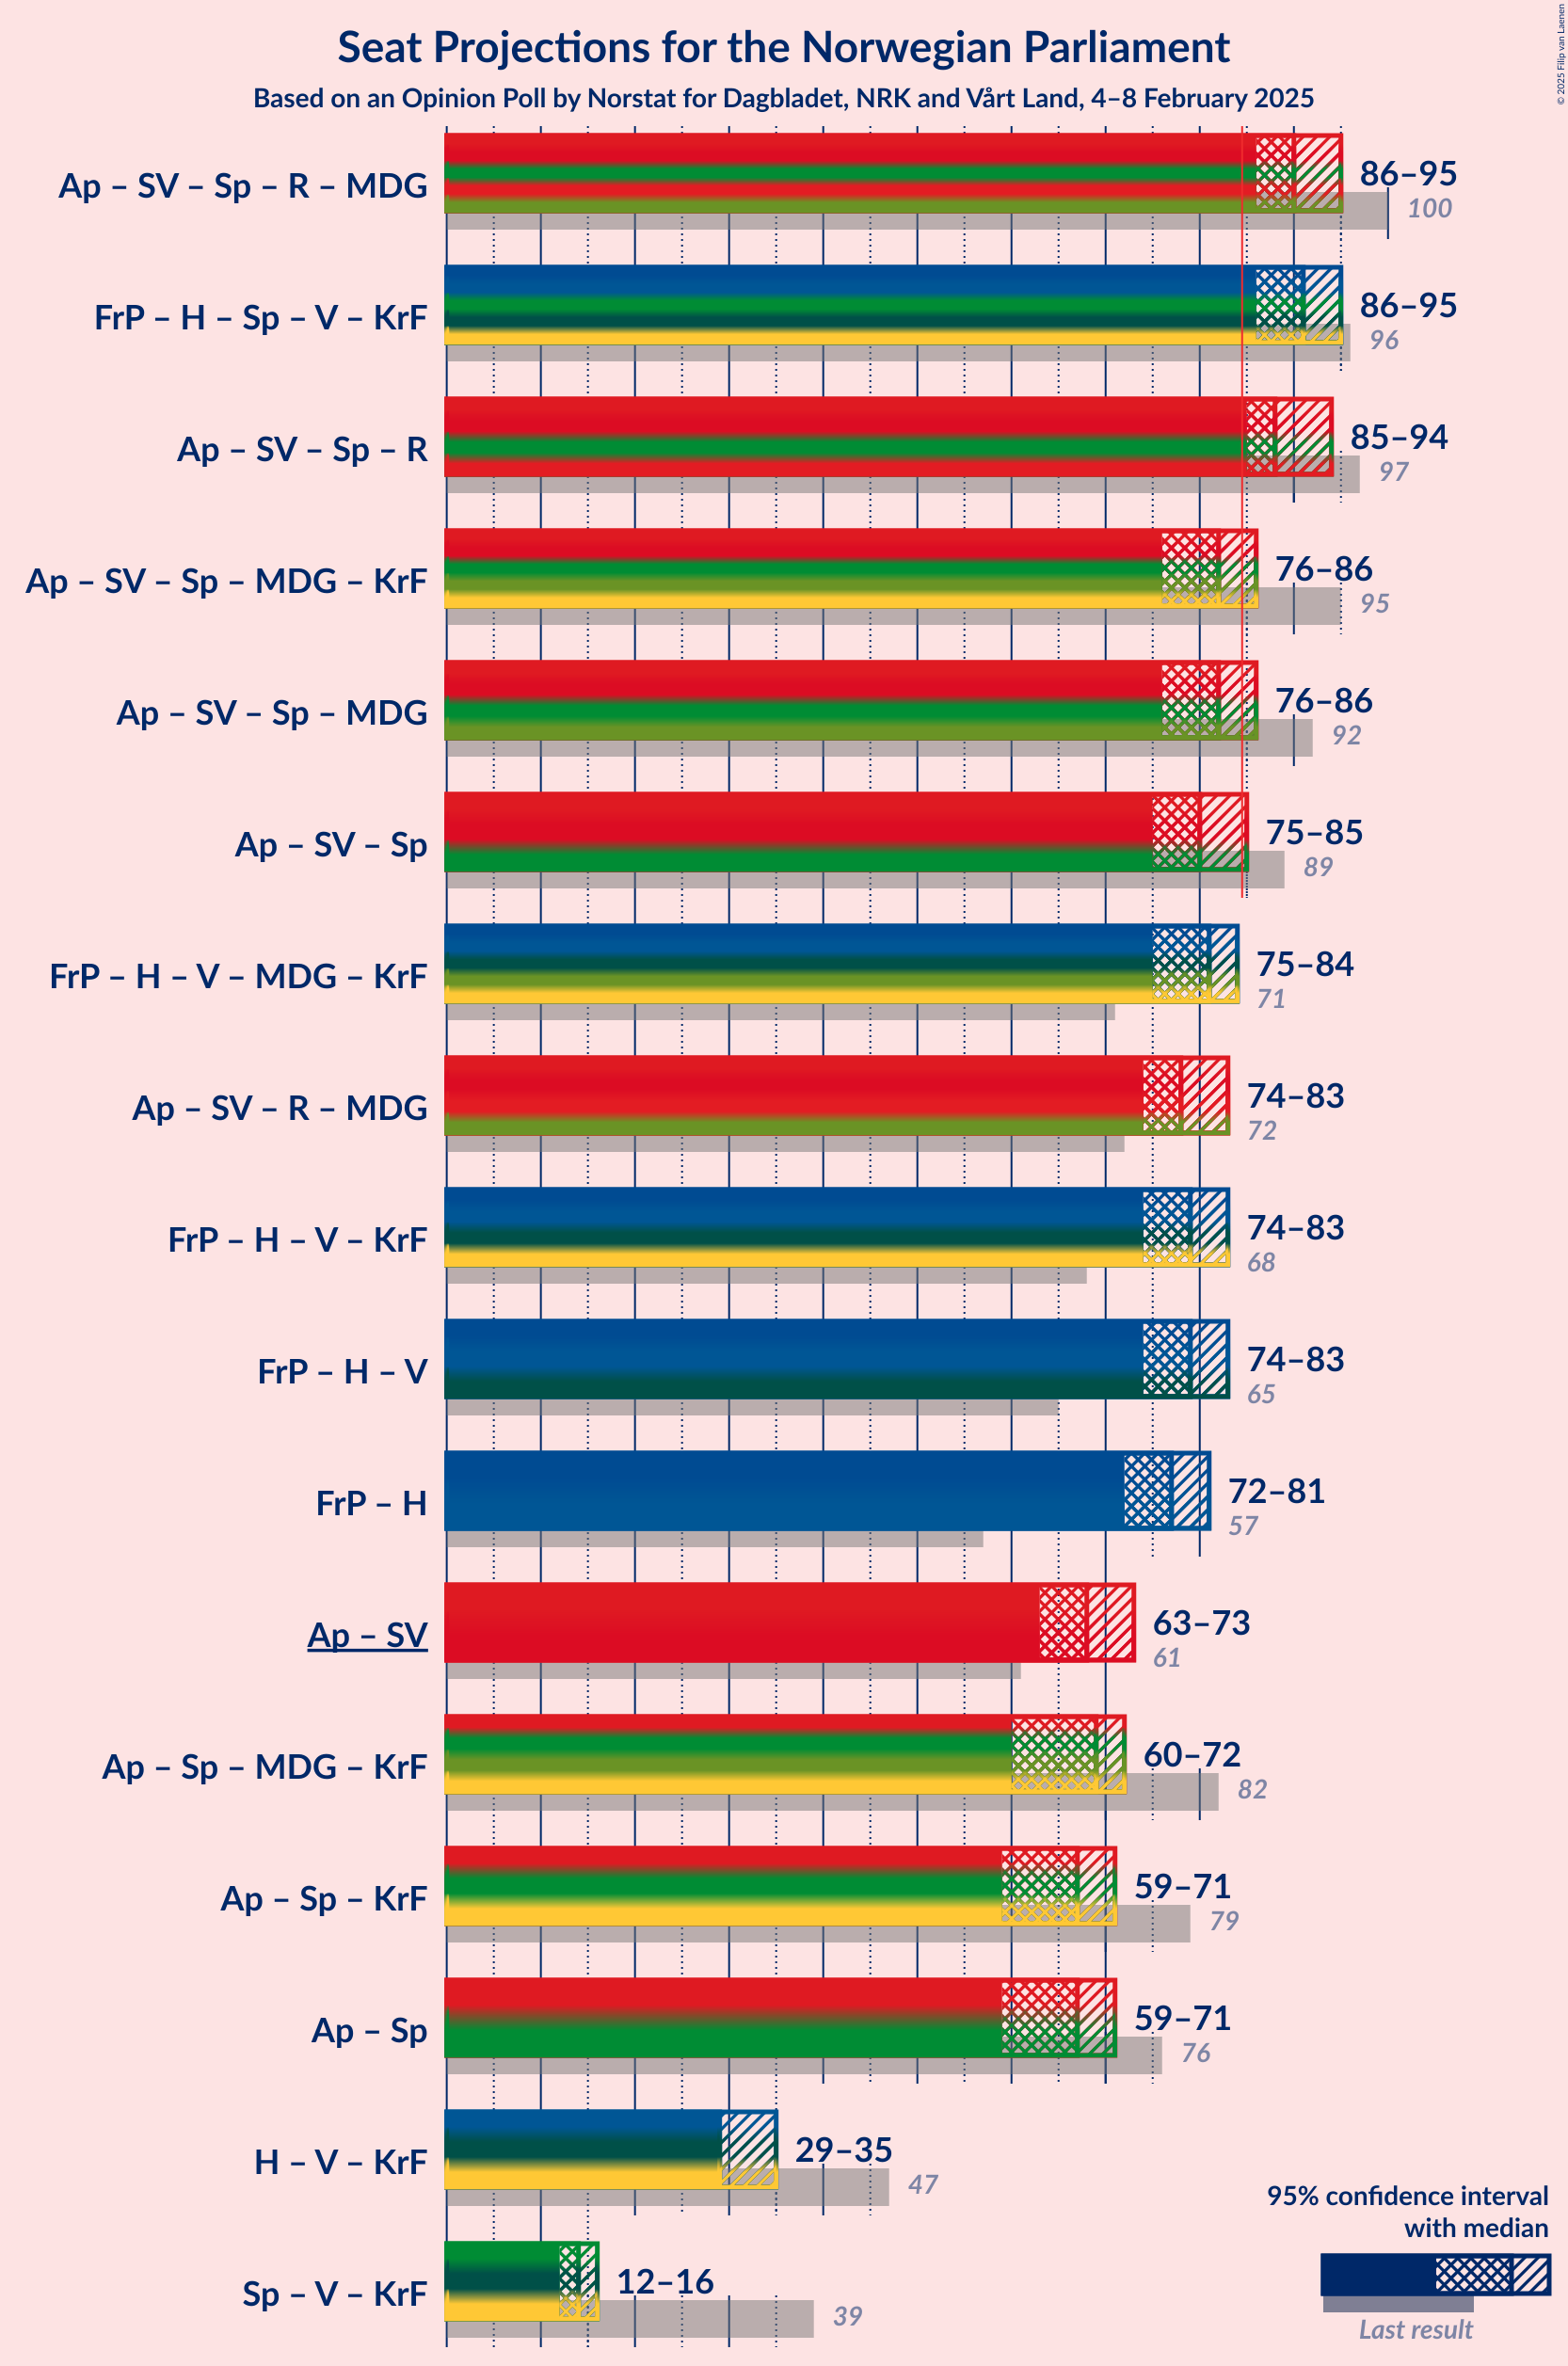 © 2025 Filip van Laenen
Seat Projections for the Norwegian Parliament
Based on an Opinion Poll by Norstat for Dagbladet, NRK and Vårt Land, 4–8 February 2025
Ap – SV – Sp – R – MDG
86–95
100
FrP – H – Sp – V – KrF
86–95
96
Ap – SV – Sp – R
85–94
97
Ap – SV – Sp – MDG – KrF
76–86
95
Ap – SV – Sp – MDG
76–86
92
Ap – SV – Sp
75–85
89
FrP – H – V – MDG – KrF
75–84
71
Ap – SV – R – MDG
74–83
72
FrP – H – V – KrF
74–83
68
FrP – H – V
74–83
65
FrP – H
72–81
57
Ap – SV
63–73
61
Ap – Sp – MDG – KrF
60–72
82
Ap – Sp – KrF
59–71
79
Ap – Sp
59–71
76
H – V – KrF
29–35
47
Sp – V – KrF
12–16
39
95% confidence interval
with median
Last result